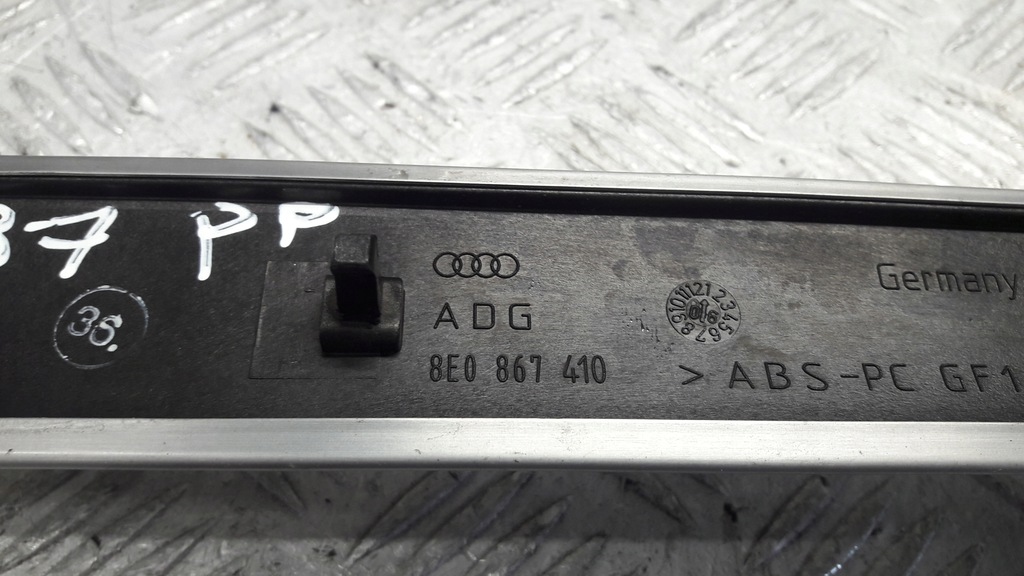 37 PP
36.
ADG
8E0 867 410
Germany
> ABS-PC GF1